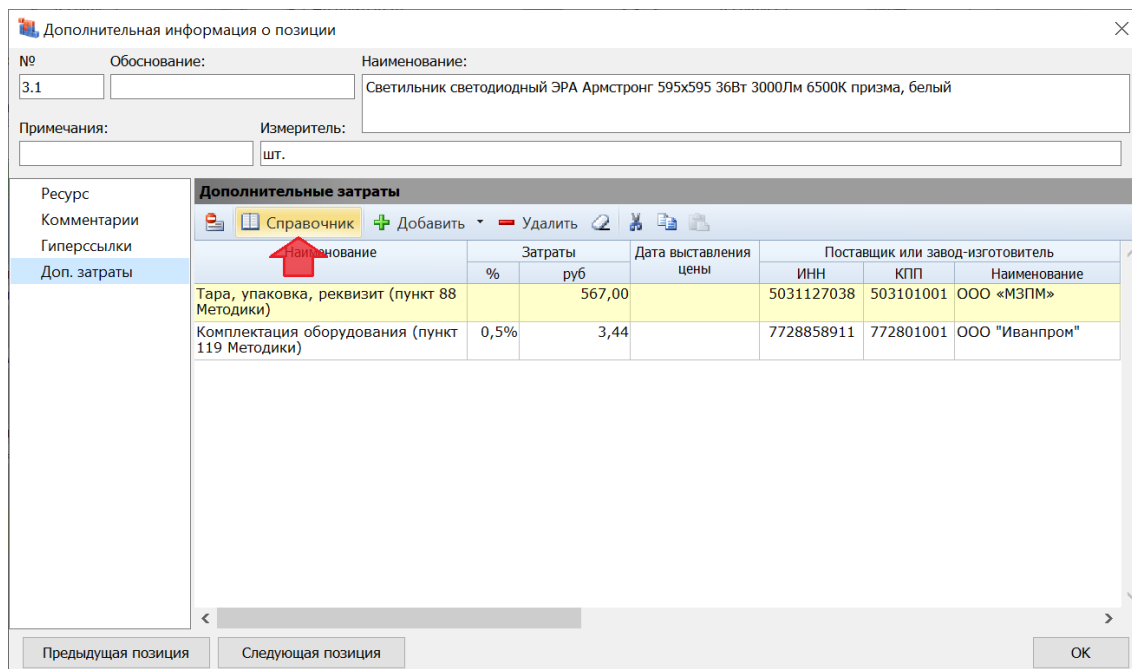 Дополнительная информация о позиции
№ Обоснование: Наименование:
3.1 Светильник светодиодный ЭРА Армстронг 595х595 36Вт 3000Лм 6500К призма, белый
Примечания: Измеритель:
шт.
Ресурс
Комментарии
Гиперссылки
Доп. затраты
Дополнительные затраты
Справочник Добавить Удалить
Наименование Затраты Дата выставления цены Поставщик или завод-изготовитель
% руб ИНН КПП Наименование
Тара, упаковка, реквизит (пункт 88 567,00 5031127038 503101001 ООО «МЗПМ»
Методики)
Комплектация оборудования (пункт 0,5% 3,44 7728858911 772801001 ООО "Иванпром"
119 Методики)
Предыдущая позиция Следующая позиция OK